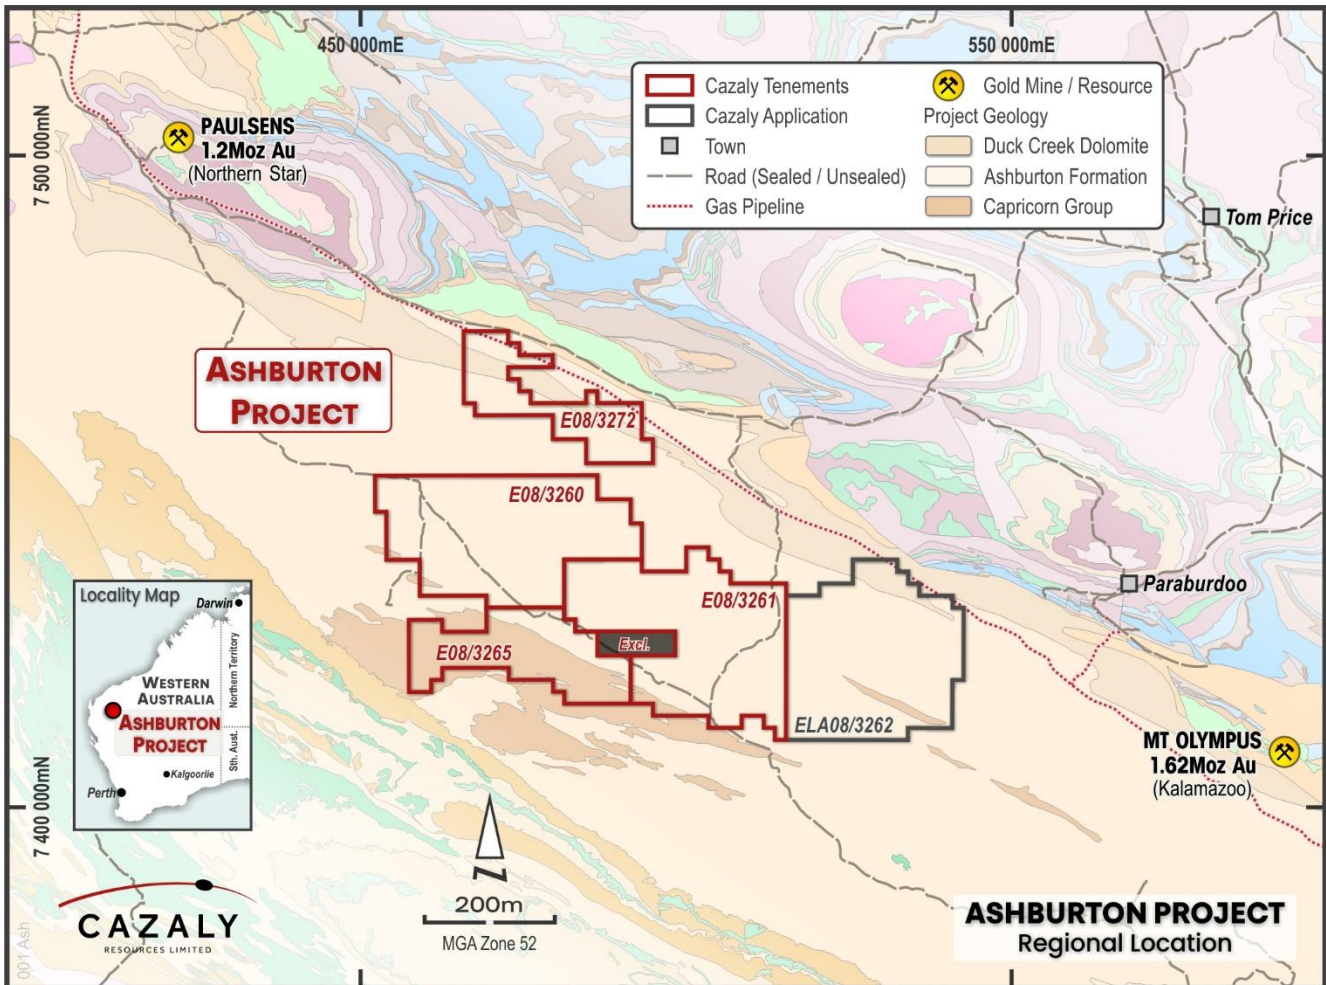 450 000mE
550 000mE
7 500 000mN
7 400 000mN
Cazaly Tenements
Cazaly Application
Town
Road (Sealed / Unsealed)
Gas Pipeline
Gold Mine / Resource
Project Geology
Duck Creek Dolomite
Ashburton Formation
Capricorn Group
PAULSENS
1.2Moz Au
(Northern Star)
Tom Price
ASHBURTON
PROJECT
E08/3272
E08/3260
E08/3261
Paraburdoo
Excl.
E08/3265
ELA08/3262
MT OLYMPUS
1.62Moz Au
(Kalamazoo)
Locality Map
Darwin
WESTERN
AUSTRALIA
Northern Territory
ASHBURTON
PROJECT
Sth. Aust.
Kalgoorlie
Perth
N
200m
MGA Zone 52
CAZALY
RESOURCES LIMITED
ASHBURTON PROJECT
Regional Location
001 Ash